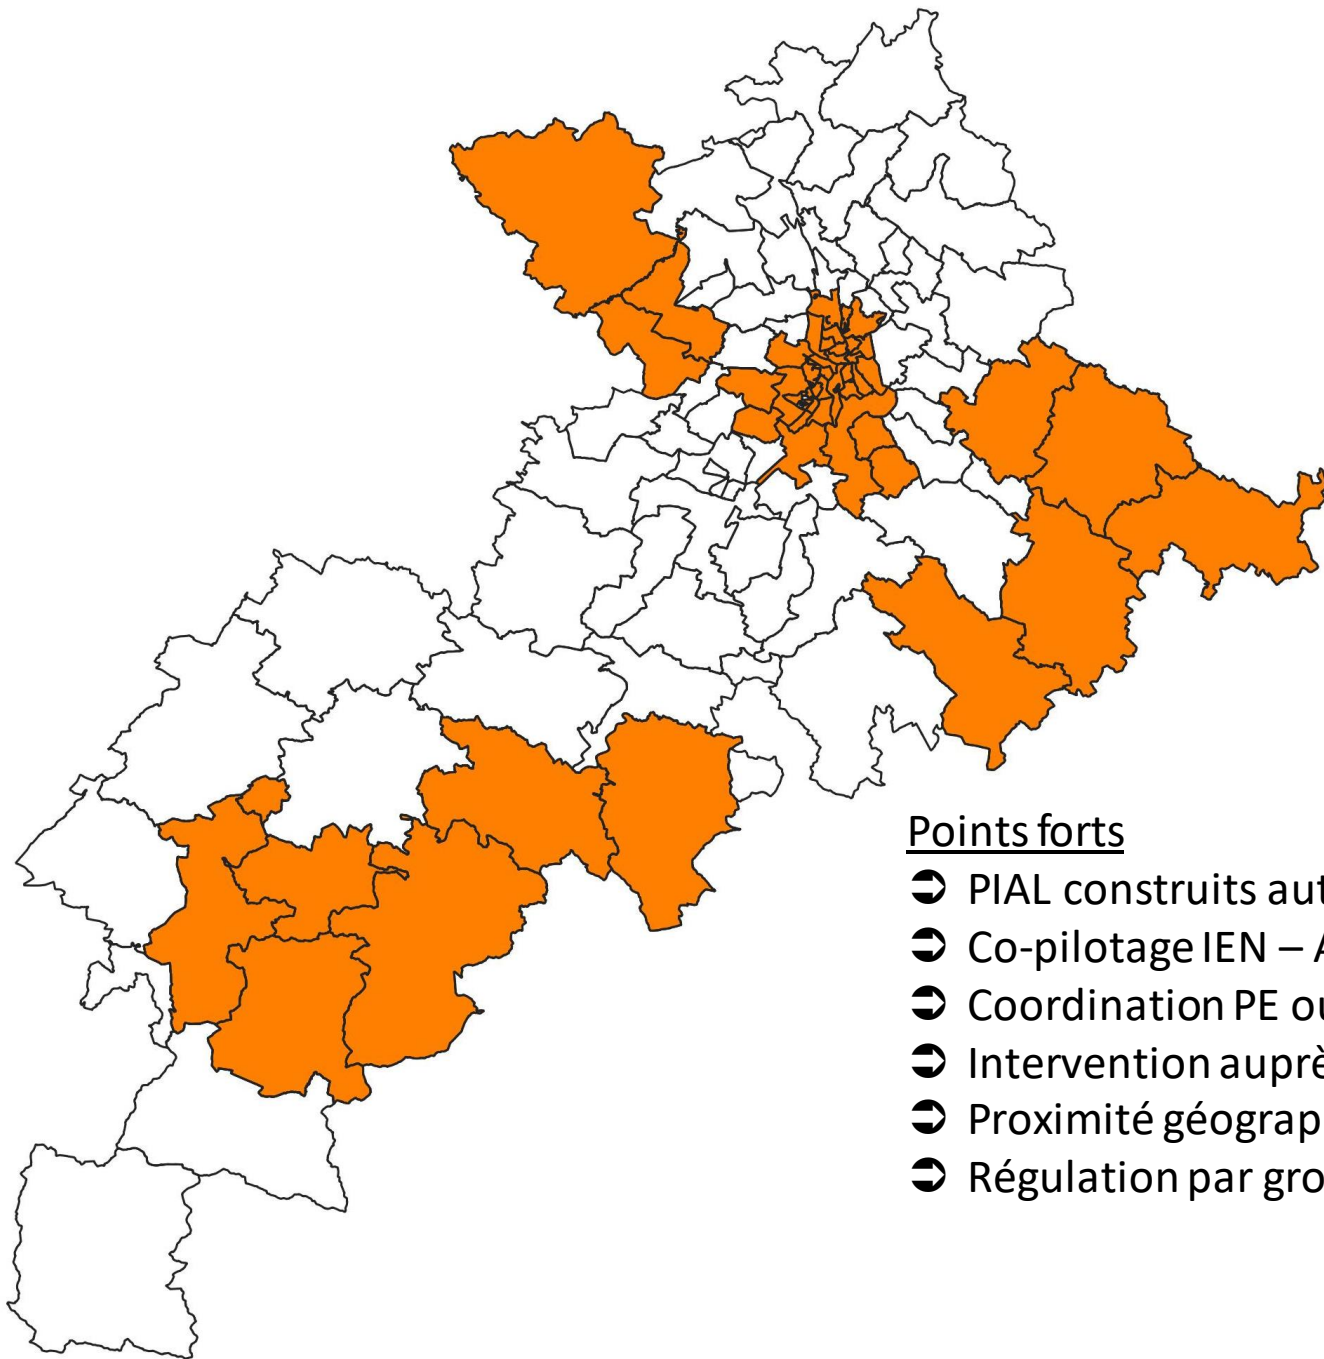 Points forts
➲ PIAL construits aut
➲ Co-pilotage IEN – A
➲ Coordination PE ou
➲ Intervention auprè
➲ Proximité géograp
➲ Régulation par gro